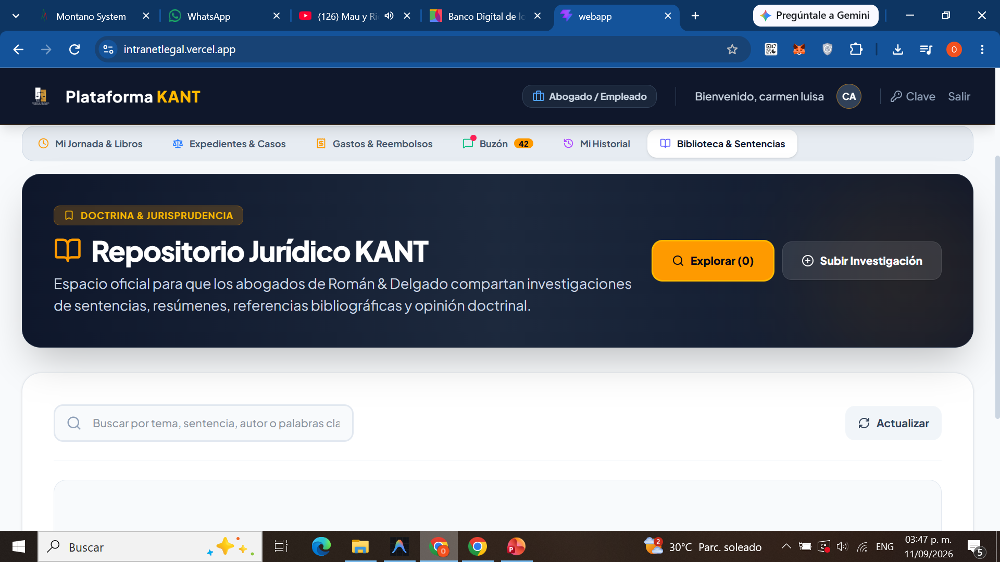 Montano System
WhatsApp
(126) Mau y Ri
Banco Digital de lo
webapp
Pregúntale a Gemini
intranetlegal.vercel.app
O
Plataforma KANT
Abogado / Empleado
Bienvenido, carmen luisa
CA
Clave
Salir
Mi Jornada & Libros
Expedientes & Casos
Gastos & Reembolsos
Buzón 42
Mi Historial
Biblioteca & Sentencias
DOCTRINA & JURISPRUDENCIA
Repositorio Jurídico KANT
Espacio oficial para que los abogados de Román & Delgado compartan investigaciones
de sentencias, resúmenes, referencias bibliográficas y opinión doctrinal.
Explorar (0)
Subir Investigación
Buscar por tema, sentencia, autor o palabras cla
Actualizar
Buscar
2
30°C Parc. soleado
ENG
03:47 p. m.
11/09/2026
5